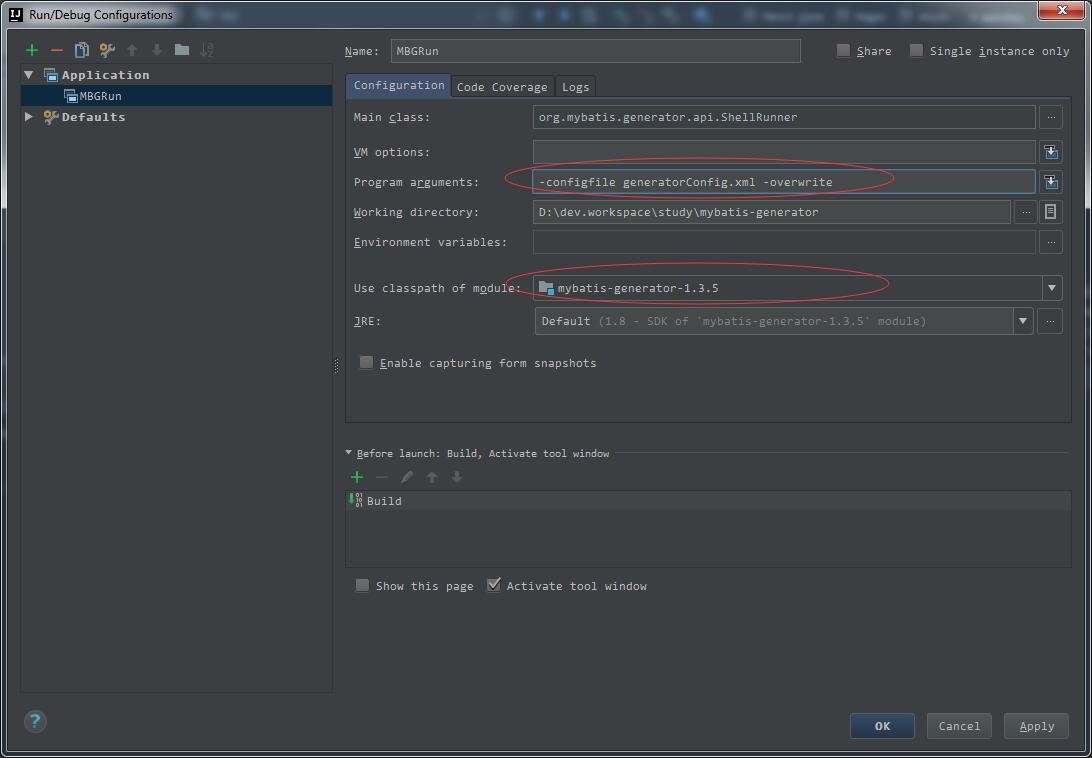 Run/Debug Configurations
Name: MBGRun Share Single instance only
Application
MBGRun
Defaults
Configuration Code Coverage Logs
Main class: org.mybatis.generator.api.ShellRunner ...
VM options:
Program arguments: -configfile generatorConfig.xml -overwrite
Working directory: D:\dev.workspace\study\mybatis-generator ...
Environment variables: ...
Use classpath of module: mybatis-generator-1.3.5
JRE: Default (1.8 - SDK of 'mybatis-generator-1.3.5' module) ...
Enable capturing form snapshots
Before launch: Build, Activate tool window
Build
Show this page Activate tool window
? OK Cancel Apply